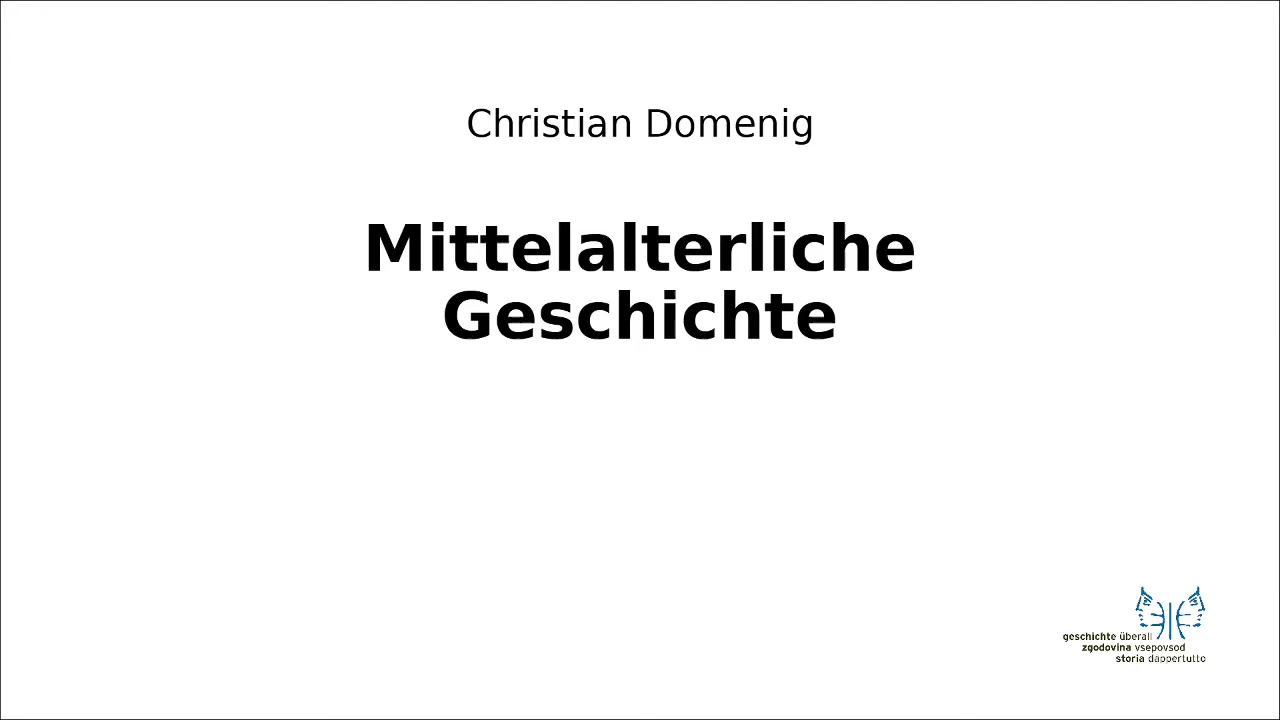 Christian Domenig
Mittelalterliche
Geschichte
geschichte überall
zgodovina vsepovsod
storia dappertutto